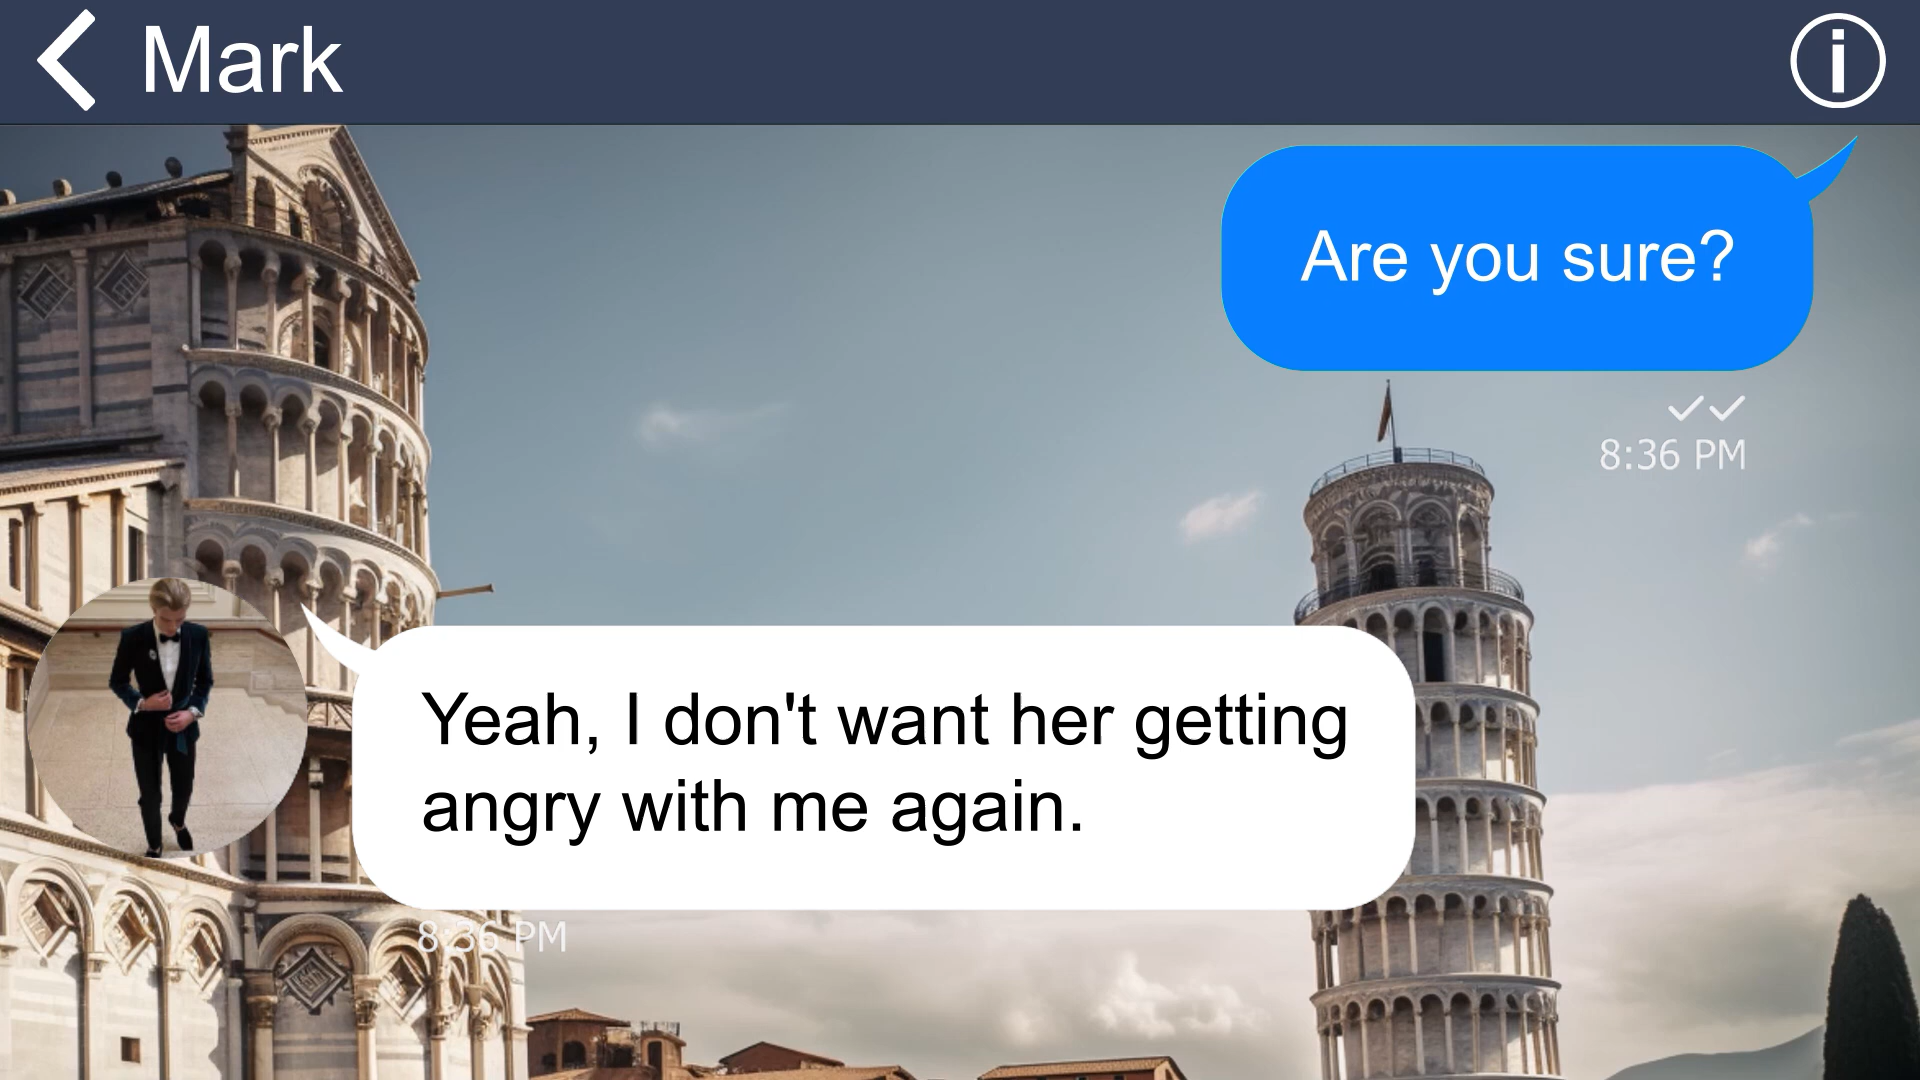 Mark
Are you sure?
8:36 PM
Yeah, I don't want her getting
angry with me again.
8:36 PM